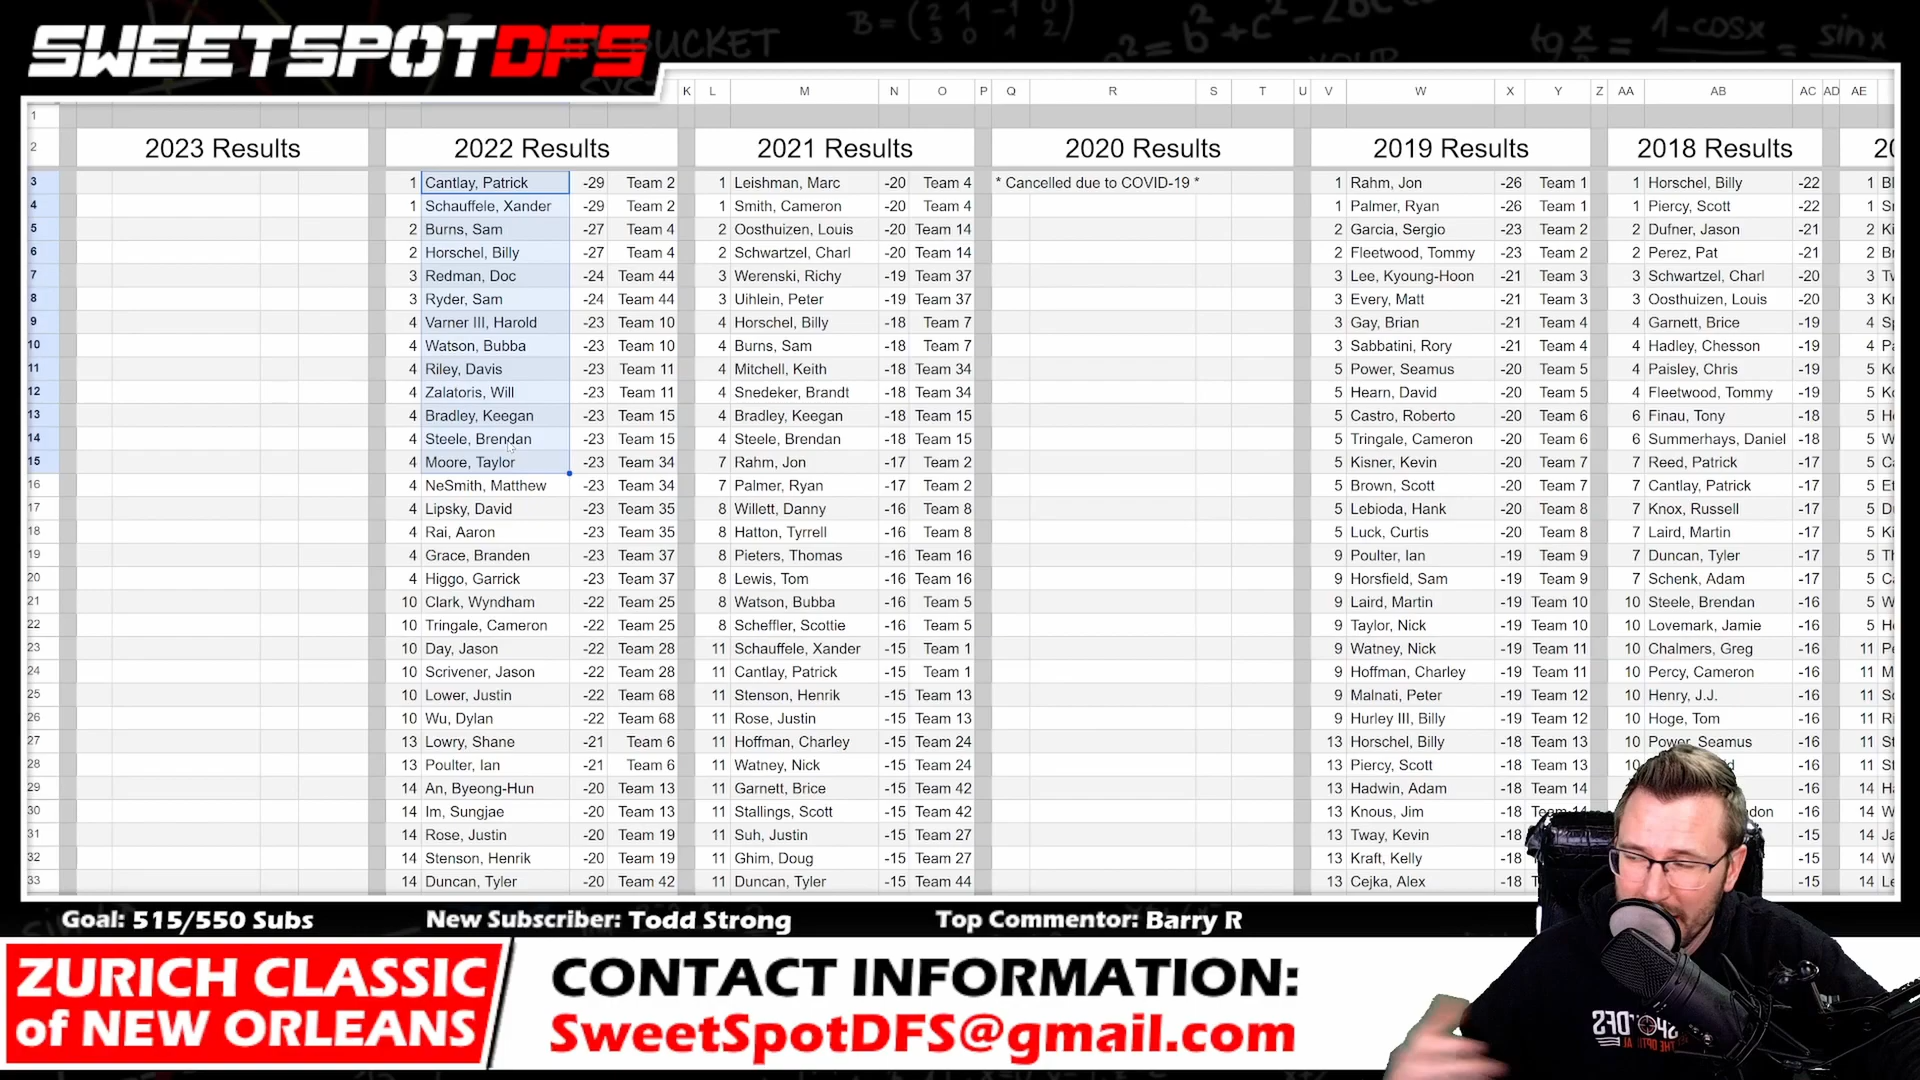 SWEETSPOTDFS
BUCKET
K L M N O P Q R S T U V W X Y Z AA AB AC AD AE
1
2 2023 Results 2022 Results 2021 Results 2020 Results 2019 Results 2018 Results 20
3 1 Cantlay, Patrick -29 Team 2 1 Leishman, Marc -20 Team 4 * Cancelled due to COVID-19 * 1 Rahm, Jon -26 Team 1 1 Horschel, Billy -22 1 Bl
4 1 Schauffele, Xander -29 Team 2 1 Smith, Cameron -20 Team 4 1 Palmer, Ryan -26 Team 1 1 Piercy, Scott -22 1 Sr
5 2 Burns, Sam -27 Team 4 2 Oosthuizen, Louis -20 Team 14 2 Garcia, Sergio -23 Team 2 2 Dufner, Jason -21 2 Ki
6 2 Horschel, Billy -27 Team 4 2 Schwartzel, Charl -20 Team 14 2 Fleetwood, Tommy -23 Team 2 2 Perez, Pat -21 2 Br
7 3 Redman, Doc -24 Team 44 3 Werenski, Richy -19 Team 37 3 Lee, Kyoung-Hoon -21 Team 3 3 Schwartzel, Charl -20 3 Tv
8 3 Ryder, Sam -24 Team 44 3 Uihlein, Peter -19 Team 37 3 Every, Matt -21 Team 3 3 Oosthuizen, Louis -20 3 Kr
9 4 Varner III, Harold -23 Team 10 4 Horschel, Billy -18 Team 7 3 Gay, Brian -21 Team 4 4 Garnett, Brice -19 4 Sp
10 4 Watson, Bubba -23 Team 10 4 Burns, Sam -18 Team 7 3 Sabbatini, Rory -21 Team 4 4 Hadley, Chesson -19 4 Pa
11 4 Riley, Davis -23 Team 11 4 Mitchell, Keith -18 Team 34 5 Power, Seamus -20 Team 5 4 Paisley, Chris -19 5 Ko
12 4 Zalatoris, Will -23 Team 11 4 Snedeker, Brandt -18 Team 34 5 Hearn, David -20 Team 5 4 Fleetwood, Tommy -19 5 Ko
13 4 Bradley, Keegan -23 Team 15 4 Bradley, Keegan -18 Team 15 5 Castro, Roberto -20 Team 6 6 Finau, Tony -18 5 He
14 4 Steele, Brendan -23 Team 15 4 Steele, Brendan -18 Team 15 5 Tringale, Cameron -20 Team 6 6 Summerhays, Daniel -18 5 W
15 4 Moore, Taylor -23 Team 34 7 Rahm, Jon -17 Team 2 5 Kisner, Kevin -20 Team 7 7 Reed, Patrick -17 5 Ca
16 4 NeSmith, Matthew -23 Team 34 7 Palmer, Ryan -17 Team 2 5 Brown, Scott -20 Team 7 7 Cantlay, Patrick -17 5 Et
17 4 Lipsky, David -23 Team 35 8 Willett, Danny -16 Team 8 5 Lebioda, Hank -20 Team 8 7 Knox, Russell -17 5 Du
18 4 Rai, Aaron -23 Team 35 8 Hatton, Tyrrell -16 Team 8 5 Luck, Curtis -20 Team 8 7 Laird, Martin -17 5 Ki
19 4 Grace, Branden -23 Team 37 8 Pieters, Thomas -16 Team 16 9 Poulter, Ian -19 Team 9 7 Duncan, Tyler -17 5 Th
20 4 Higgo, Garrick -23 Team 37 8 Lewis, Tom -16 Team 16 9 Horsfield, Sam -19 Team 9 7 Schenk, Adam -17 5 Ca
21 10 Clark, Wyndham -22 Team 25 8 Watson, Bubba -16 Team 5 9 Laird, Martin -19 Team 10 10 Steele, Brendan -16 5 W
22 10 Tringale, Cameron -22 Team 25 8 Scheffler, Scottie -16 Team 5 9 Taylor, Nick -19 Team 10 10 Lovemark, Jamie -16 5 He
23 10 Day, Jason -22 Team 28 11 Schauffele, Xander -15 Team 1 9 Watney, Nick -19 Team 11 10 Chalmers, Greg -16 11 Pe
24 10 Scrivener, Jason -22 Team 28 11 Cantlay, Patrick -15 Team 1 9 Hoffman, Charley -19 Team 11 10 Percy, Cameron -16 11 M
25 10 Lower, Justin -22 Team 68 11 Stenson, Henrik -15 Team 13 9 Malnati, Peter -19 Team 12 10 Henry, J.J. -16 11 Sc
26 10 Wu, Dylan -22 Team 68 11 Rose, Justin -15 Team 13 9 Hurley III, Billy -19 Team 12 10 Hoge, Tom -16 11 Ri
27 13 Lowry, Shane -21 Team 6 11 Hoffman, Charley -15 Team 24 13 Horschel, Billy -18 Team 13 10 Power, Seamus -16 11 St
28 13 Poulter, Ian -21 Team 6 11 Watney, Nick -15 Team 24 13 Piercy, Scott -18 Team 13 10 -16 11 St
29 14 An, Byeong-Hun -20 Team 13 11 Garnett, Brice -15 Team 42 13 Hadwin, Adam -18 Team 14 -16 14 Ha
30 14 Im, Sungjae -20 Team 13 11 Stallings, Scott -15 Team 42 13 Knous, Jim -18 Team 14 don -16 14 W
31 14 Rose, Justin -20 Team 19 11 Suh, Justin -15 Team 27 13 Tway, Kevin -18 -15 14 Ja
32 14 Stenson, Henrik -20 Team 19 11 Ghim, Doug -15 Team 27 13 Kraft, Kelly -18 -15 14 W
33 14 Duncan, Tyler -20 Team 42 11 Duncan, Tyler -15 Team 44 13 Cejka, Alex -18 -15 14 Le
Goal: 515/550 Subs New Subscriber: Todd Strong Top Commentor: Barry R
ZURICH CLASSIC
of NEW ORLEANS
CONTACT INFORMATION:
SweetSpotDFS@gmail.com